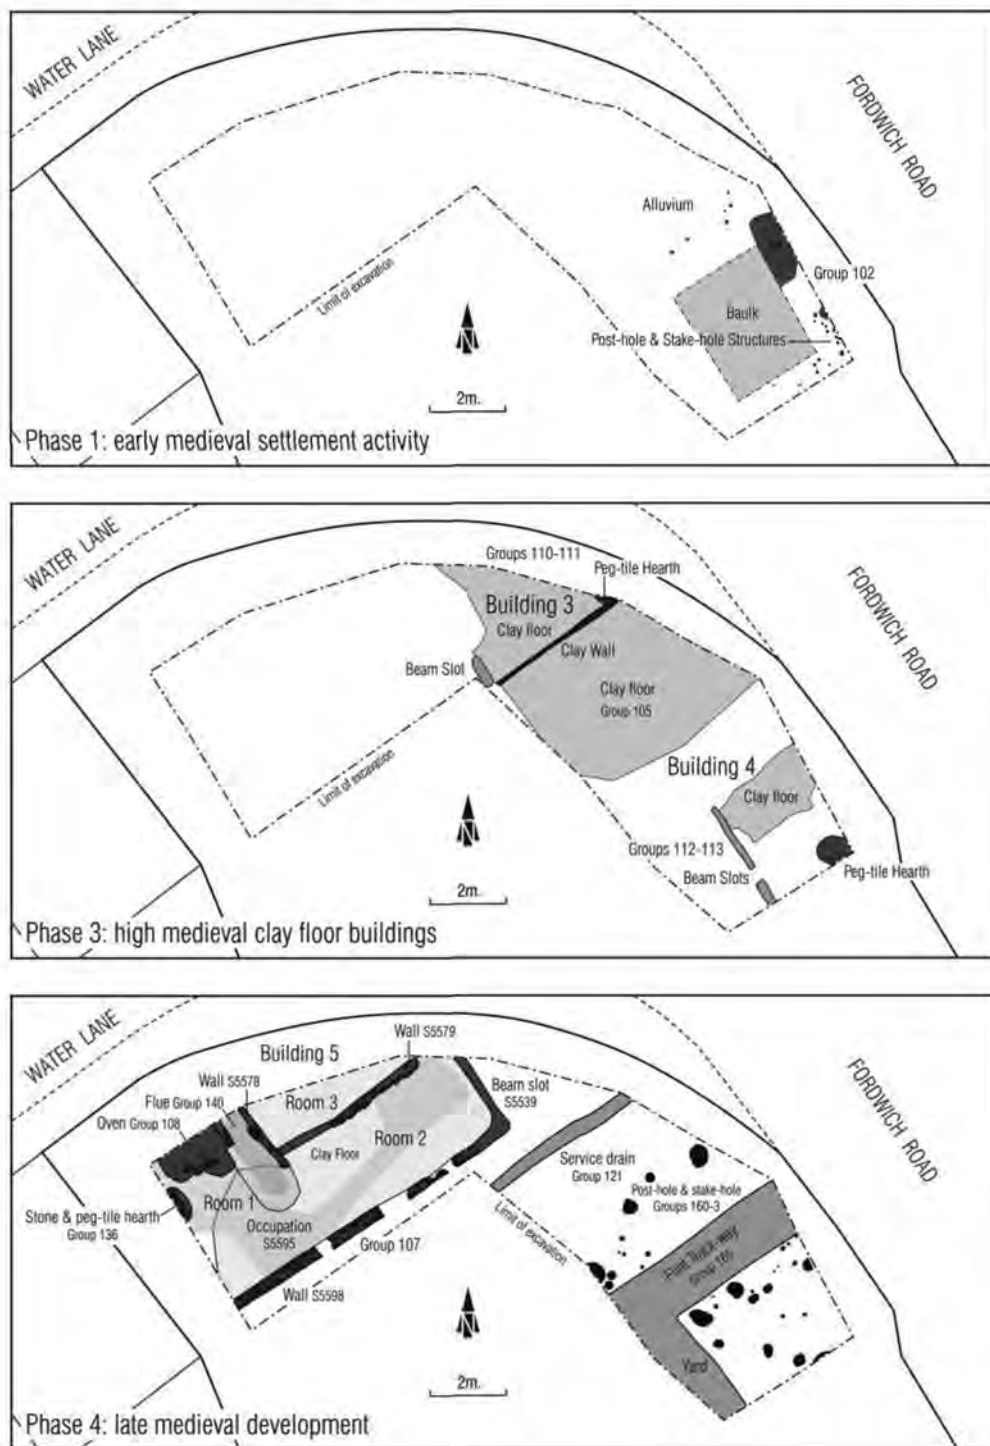 WATER LANE
FORDWICH ROAD
Alluvium
Group 102
Limit of excavation
Baulk
Post-hole & Stake-hole Structures
N
2m.
Phase 1: early medieval settlement activity
WATER LANE
FORDWICH ROAD
Groups 110-111
Peg-tile Hearth
Building 3
Clay floor
Clay Wall
Beam Slot
Clay floor
Group 105
Limit of excavation
Building 4
Clay floor
N
Groups 112-113
Beam Slots
Peg-tile Hearth
2m.
Phase 3: high medieval clay floor buildings
WATER LANE
FORDWICH ROAD
Wall S5579
Building 5
Wall S5578
Flue Group 140
Oven Group 108
Room 3
Beam slot
S5539
Room 2
Clay Floor
Service drain
Group 121
Post-hole & stake-hole
Groups 160-3
Room 1
Stone & peg-tile hearth
Group 136
Occupation
S5595
Group 107
Limit of excavation
Flint Track-way
Group 165
Wall S5598
N
Yard
2m.
Phase 4: late medieval development